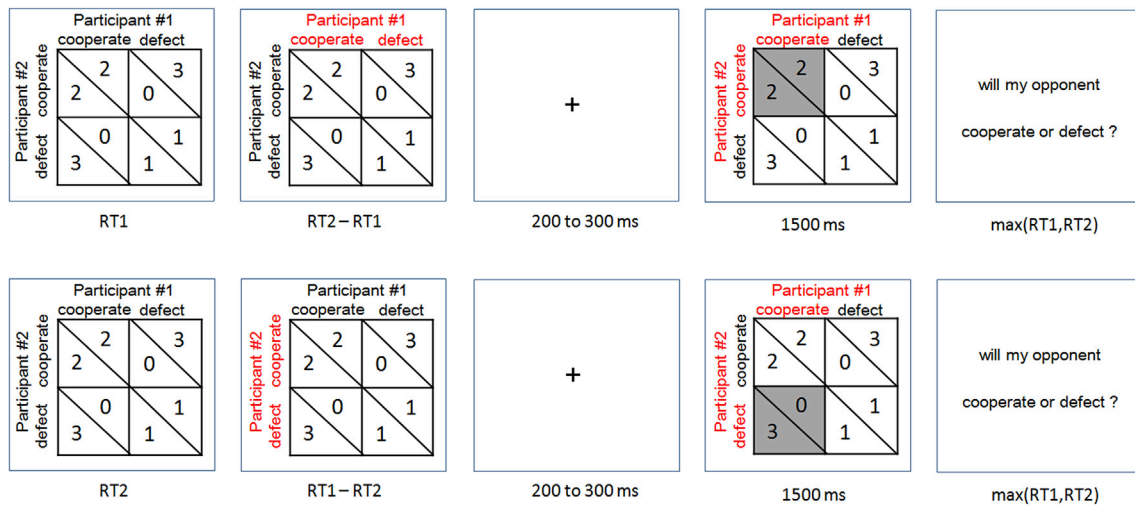 Participant #1
cooperate defect
Participant #2
cooperate
defect
2 3
2 0
0 1
3 1
RT1
Participant #1
cooperate defect
Participant #2
cooperate
defect
2 3
2 0
0 1
3 1
RT2 – RT1
+
200 to 300 ms
Participant #1
cooperate defect
Participant #2
cooperate
defect
2 3
2 0
0 1
3 1
1500 ms
will my opponent
cooperate or defect ?
max(RT1,RT2)
Participant #1
cooperate defect
Participant #2
cooperate
defect
2 3
2 0
0 1
3 1
RT2
Participant #1
cooperate defect
Participant #2
cooperate
defect
2 3
2 0
0 1
3 1
RT1 – RT2
+
200 to 300 ms
Participant #1
cooperate defect
Participant #2
cooperate
defect
2 3
2 0
0 1
3 1
1500 ms
will my opponent
cooperate or defect ?
max(RT1,RT2)